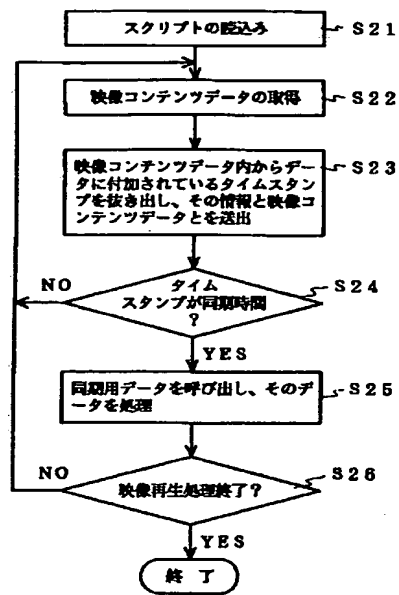 スクリプトの読込み
S21
映像コンテンツデータの取得
S22
映像コンテンツデータ内からデー
タに付加されているタイムスタン
プを抜き出し、その情報と映像コ
ンテンツデータとを送出
S23
NO
タイム
スタンプが同期時間
?
S24
YES
同期用データを呼び出し、そのデ
ータを処理
S25
NO
映像再生処理終了?
S26
YES
終 了